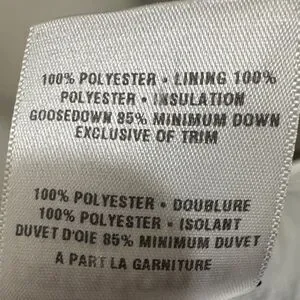 100% POLYESTER • LINING 100%
POLYESTER • INSULATION
GOOSEDOWN 85% MINIMUM DOWN
EXCLUSIVE OF TRIM
100% POLYESTER • DOUBLURE
100% POLYESTER • ISOLANT
DUVET D'OIE 85% MINIMUM DUVET
A PART LA GARNITURE